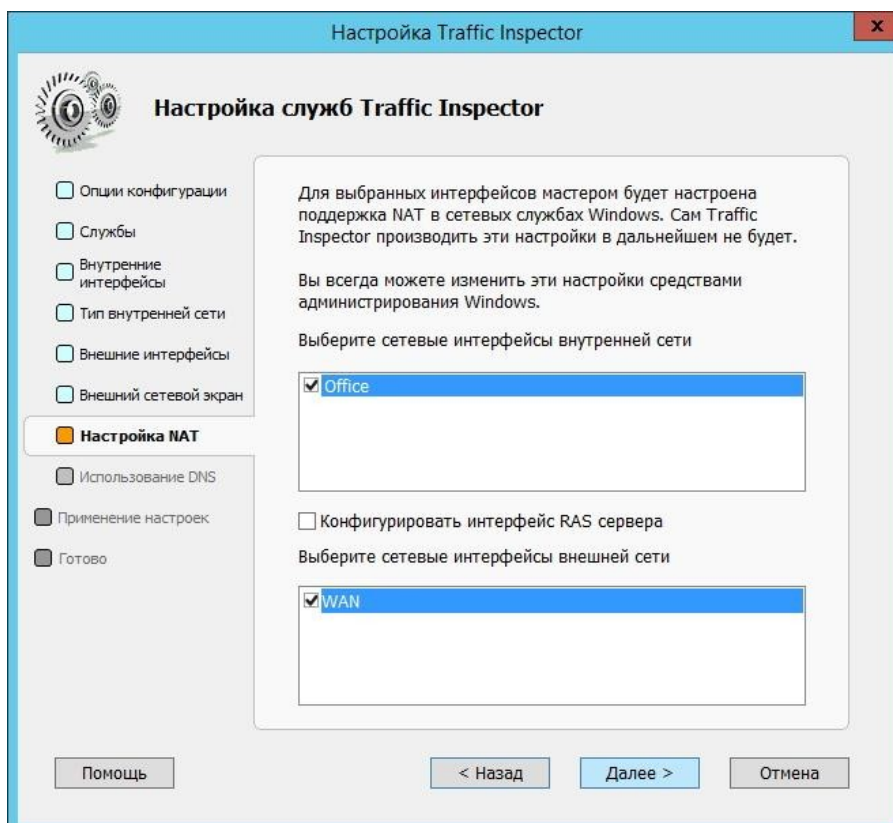 Настройка Traffic Inspector
x
Настройка служб Traffic Inspector
Опции конфигурации
Службы
Внутренние
интерфейсы
Тип внутренней сети
Внешние интерфейсы
Внешний сетевой экран
Настройка NAT
Использование DNS
Применение настроек
Готово
Для выбранных интерфейсов мастером будет настроена
поддержка NAT в сетевых службах Windows. Сам Traffic
Inspector производить эти настройки в дальнейшем не будет.
Вы всегда можете изменить эти настройки средствами
администрирования Windows.
Выберите сетевые интерфейсы внутренней сети
Office
Конфигурировать интерфейс RAS сервера
Выберите сетевые интерфейсы внешней сети
WAN
Помощь
< Назад
Далее >
Отмена